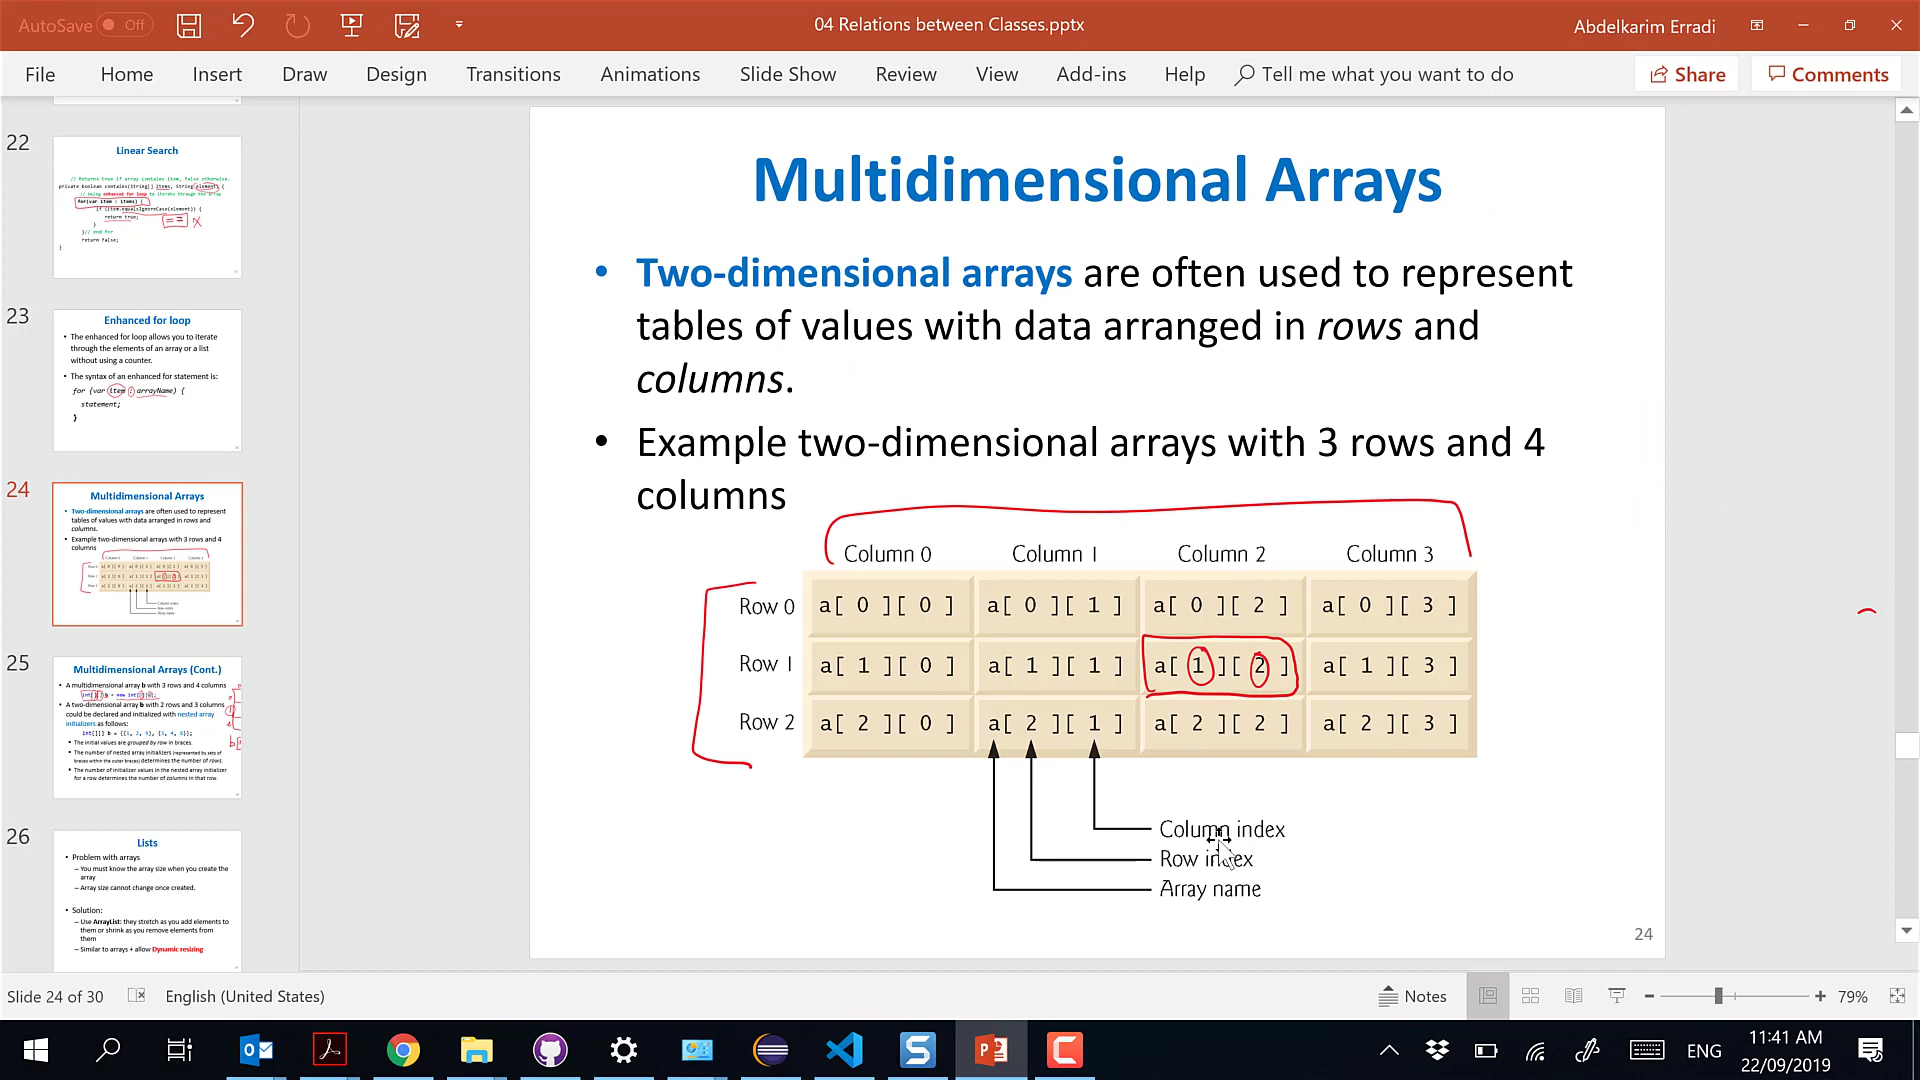 AutoSave Off
04 Relations between Classes.pptx
Abdelkarim Erradi
File Home Insert Draw Design Transitions Animations Slide Show Review View Add-ins Help Tell me what you want to do Share Comments
22
Linear Search
// Returns true if array contains item, false otherwise.
private boolean contains(String[] items, String element) {
// Using enhanced for loop to iterate through the array
for(var item : items) {
if (item.equalsIgnoreCase(element)) {
return true;
== X
}
}// end for
return false;
}
23
Enhanced for loop
• The enhanced for loop allows you to iterate
through the elements of an array or a list
without using a counter.
• The syntax of an enhanced for statement is:
for (var item : arrayName) {
statement;
}
24
Multidimensional Arrays
• Two-dimensional arrays are often used to represent
tables of values with data arranged in rows and
columns.
• Example two-dimensional arrays with 3 rows and 4
columns
25
Multidimensional Arrays (Cont.)
• A multidimensional array b with 3 rows and 4 columns
int[][] b = new int[3][4];
• A two-dimensional array b with 2 rows and 3 columns
could be declared and initialized with nested array
initializers as follows:
• The initial values are grouped by row in braces.
• The number of nested array initializers (represented by sets of
braces within the outer braces) determines the number of rows.
• The number of initializer values in the nested array initializer
for a row determines the number of columns in that row.
26
Lists
• Problem with arrays
– You must know the array size when you create the
array
– Array size cannot change once created.
• Solution:
– Use ArrayList: they stretch as you add elements to
them or shrink as you remove elements from
them
– Similar to arrays + allow Dynamic resizing
Multidimensional Arrays
• Two-dimensional arrays are often used to represent
tables of values with data arranged in rows and
columns.
• Example two-dimensional arrays with 3 rows and 4
columns
Column 0 Column 1 Column 2 Column 3
Row 0 a[ 0 ][ 0 ] a[ 0 ][ 1 ] a[ 0 ][ 2 ] a[ 0 ][ 3 ]
Row 1 a[ 1 ][ 0 ] a[ 1 ][ 1 ] a[ 1 ][ 2 ] a[ 1 ][ 3 ]
Row 2 a[ 2 ][ 0 ] a[ 2 ][ 1 ] a[ 2 ][ 2 ] a[ 2 ][ 3 ]
Column index
Row index
Array name
24
Slide 24 of 30 English (United States) Notes 79%
ENG
11:41 AM
22/09/2019